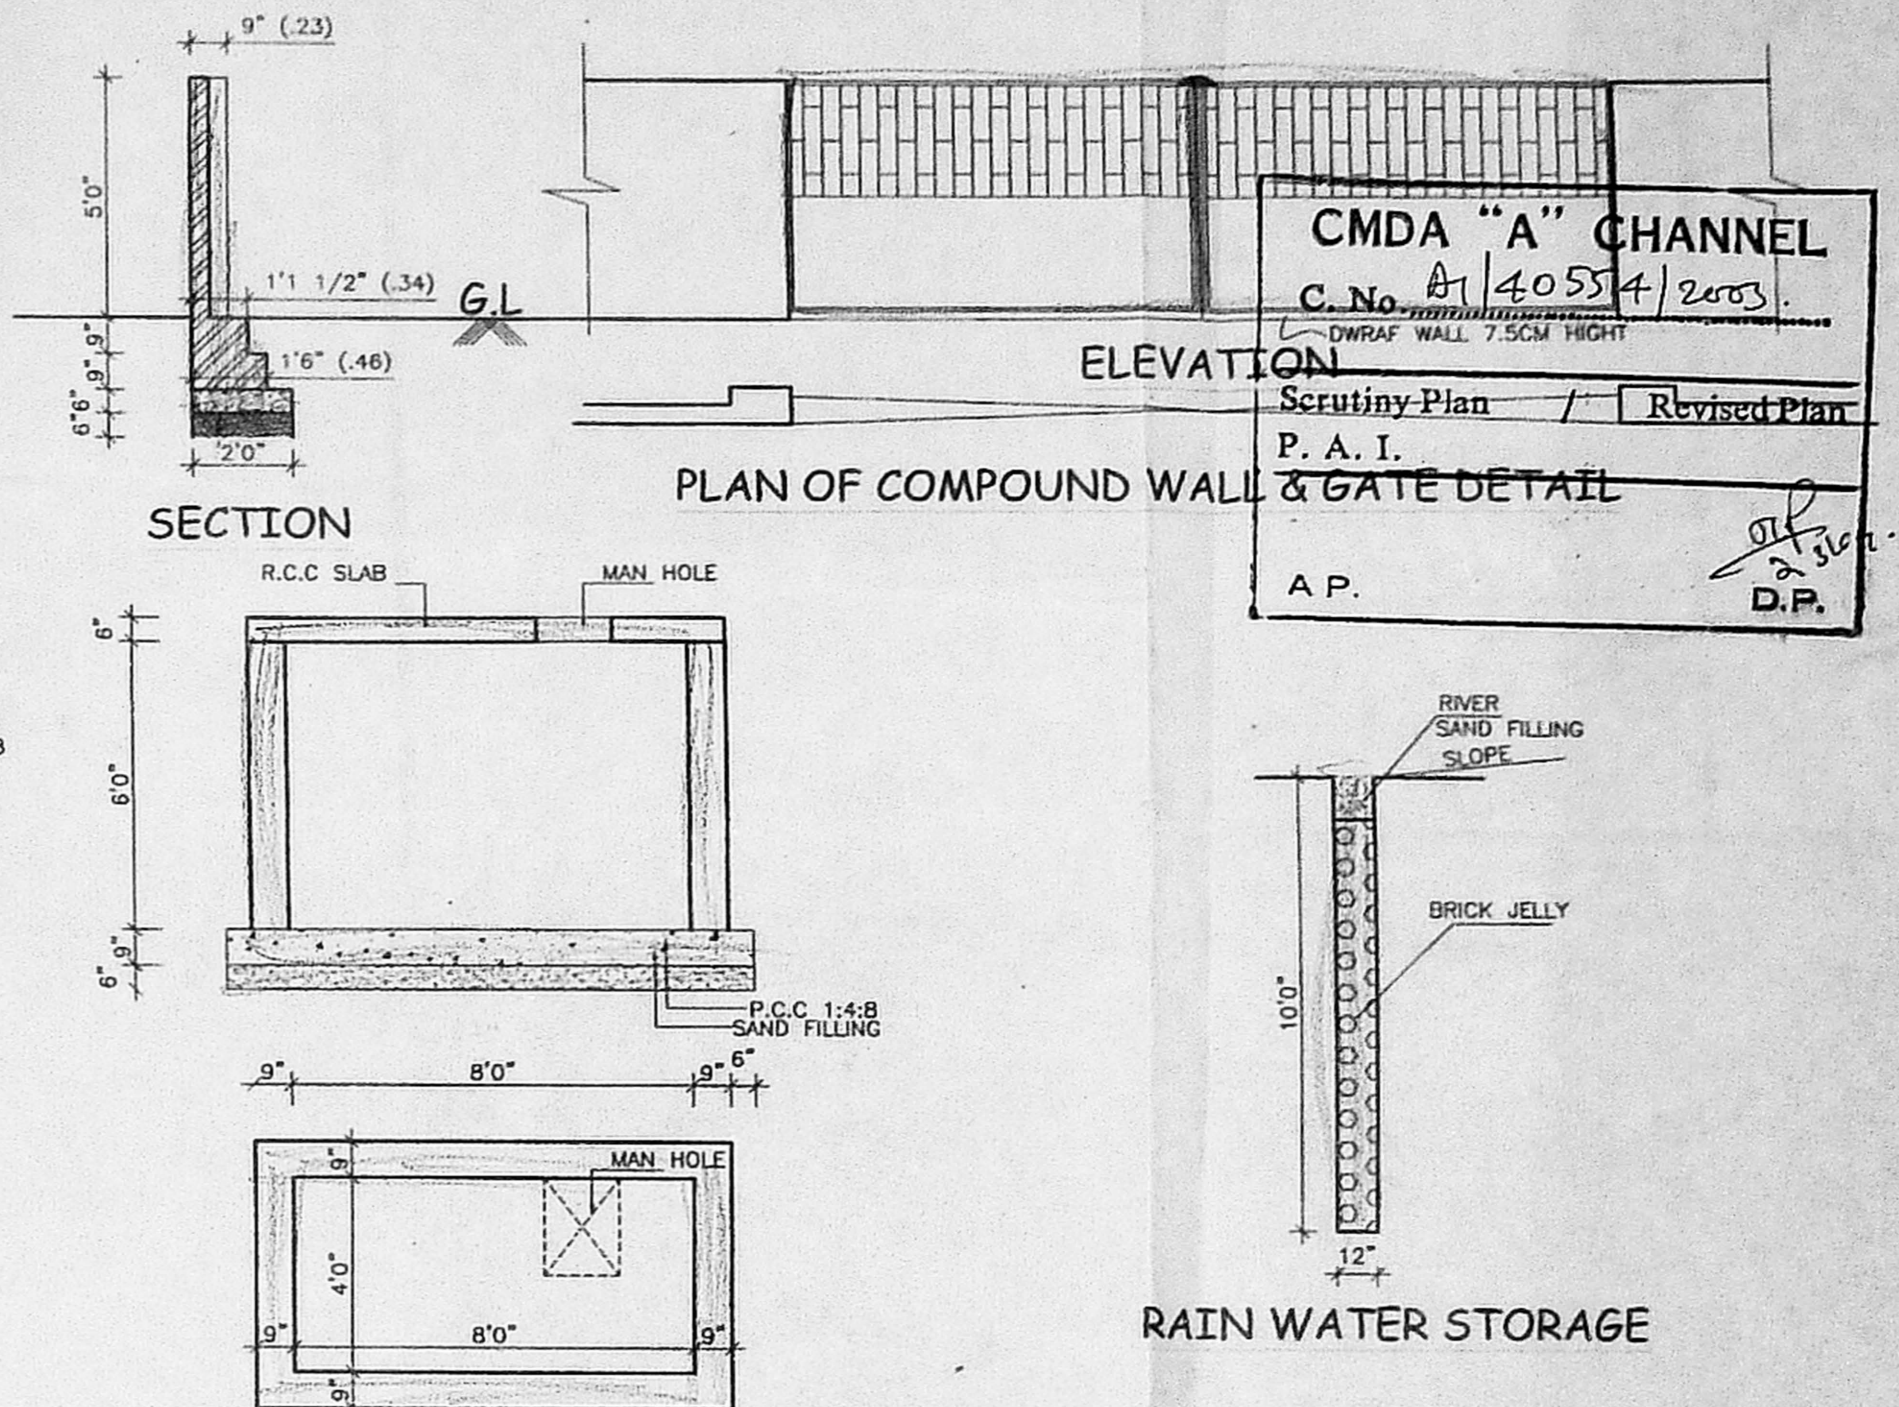 9" (.23)
5'0"
1'1 1/2" (.34)
G.L
9"
9"
1'6" (.46)
6"
6"
2'0"
SECTION
CMDA "A" CHANNEL
C. No. A1/40554/2003.
DWRAF WALL 7.5CM HIGHT
ELEVATION
Scrutiny Plan / Revised Plan
P. A. I.
PLAN OF COMPOUND WALL & GATE DETAIL
A P.
D.P.
R.C.C SLAB
MAN HOLE
6"
6'0"
9"
6"
P.C.C 1:4:8
SAND FILLING
9"
8'0"
9"
6"
9"
MAN HOLE
4'0"
9"
8'0"
9"
9"
RIVER
SAND FILLING
SLOPE
BRICK JELLY
10'0"
12"
RAIN WATER STORAGE